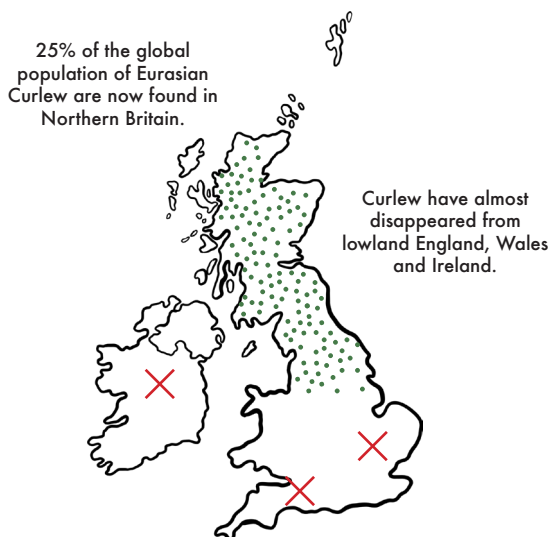 25% of the global
population of Eurasian
Curlew are now found in
Northern Britain.
Curlew have almost
disappeared from
lowland England, Wales
and Ireland.